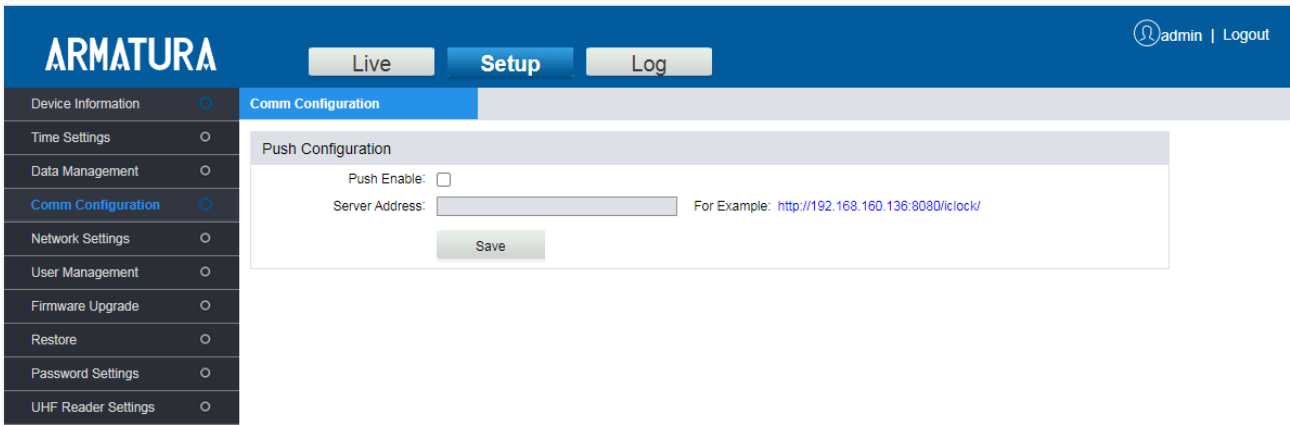 ARMATURA
Live
Setup
Log
admin | Logout
Device Information
Time Settings
Data Management
Comm Configuration
Network Settings
User Management
Firmware Upgrade
Restore
Password Settings
UHF Reader Settings
Comm Configuration
Push Configuration
Push Enable:
Server Address:
For Example: http://192.168.160.136:8080/iclock/
Save